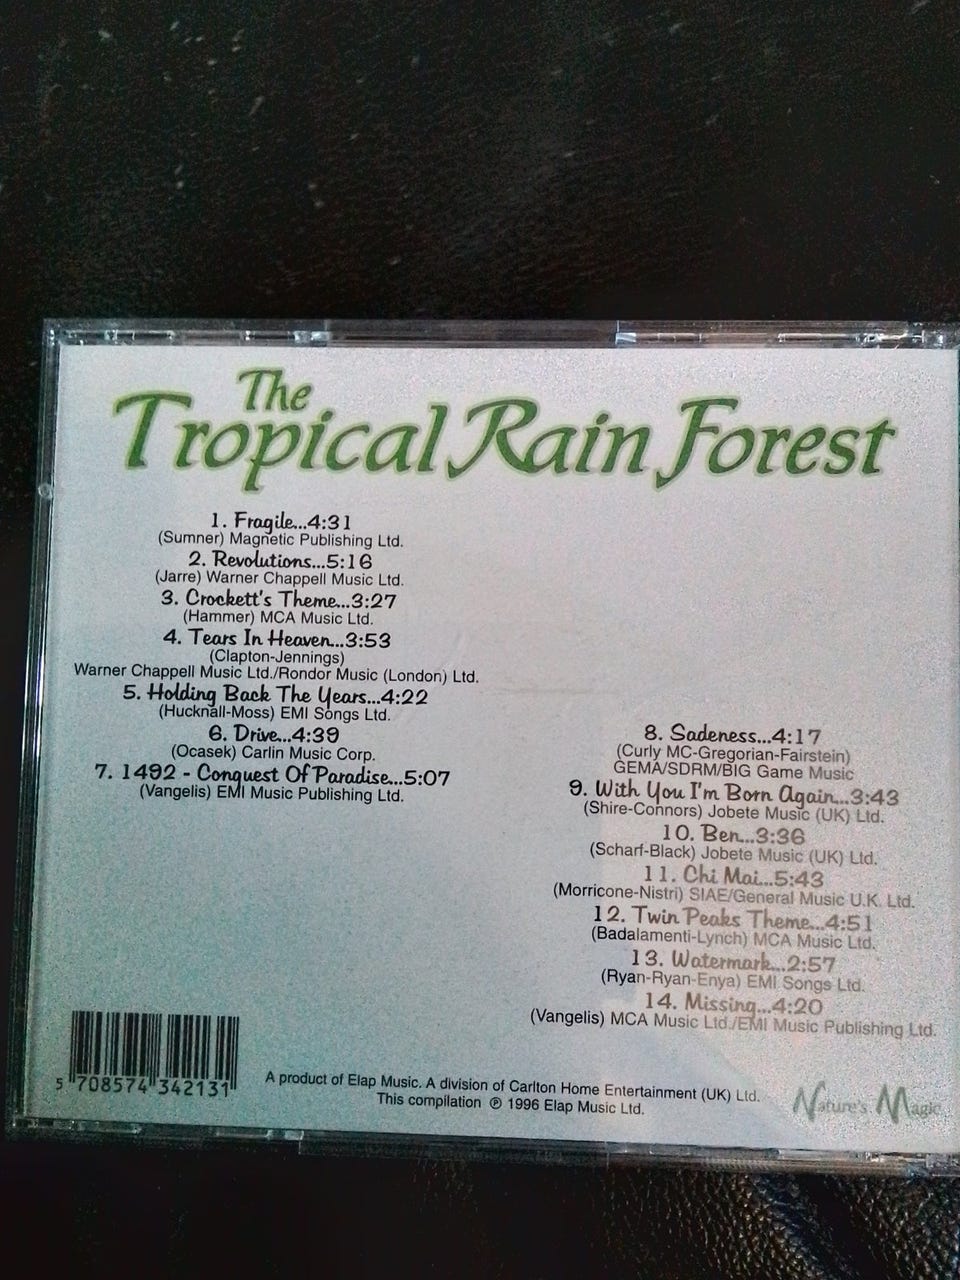 The
Tropical Rain Forest
1. Fragile...4:31
(Sumner) Magnetic Publishing Ltd.
2. Revolutions...5:16
(Jarre) Warner Chappell Music Ltd.
3. Crockett's Theme...3:27
(Hammer) MCA Music Ltd.
4. Tears In Heaven...3:53
(Clapton-Jennings)
Warner Chappell Music Ltd./Rondor Music (London) Ltd.
5. Holding Back The Years...4:22
(Hucknall-Moss) EMI Songs Ltd.
6. Drive...4:39
(Ocasek) Carlin Music Corp.
7. 1492 - Conquest Of Paradise...5:07
(Vangelis) EMI Music Publishing Ltd.
8. Sadeness...4:17
(Curly MC-Gregorian-Fairstein)
GEMA/SDRM/BIG Game Music
9. With You I'm Born Again...3:43
(Shire-Connors) Jobete Music (UK) Ltd.
10. Ben...3:36
(Scharf-Black) Jobete Music (UK) Ltd.
11. Chi Mai...5:43
(Morricone-Nistri) SIAE/General Music U.K. Ltd.
12. Twin Peaks Theme...4:51
(Badalamenti-Lynch) MCA Music Ltd.
13. Watermark...2:57
(Ryan-Ryan-Enya) EMI Songs Ltd.
14. Missing...4:20
(Vangelis) MCA Music Ltd./EMI Music Publishing Ltd.
5 708574 342131
A product of Elap Music. A division of Carlton Home Entertainment (UK) Ltd.
This compilation ℗ 1996 Elap Music Ltd.
Nature's Magic